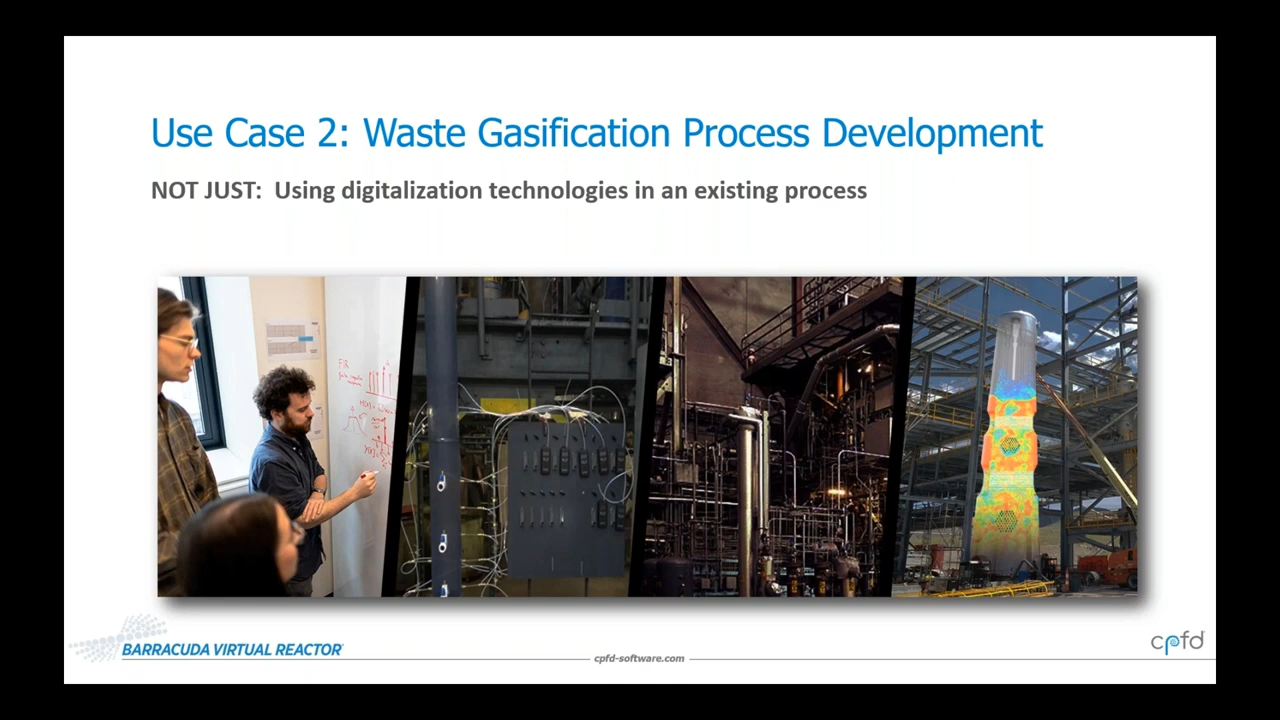 Use Case 2: Waste Gasification Process Development
NOT JUST: Using digitalization technologies in an existing process
FIR
BARRACUDA VIRTUAL REACTOR
cpfd-software.com
cpfd